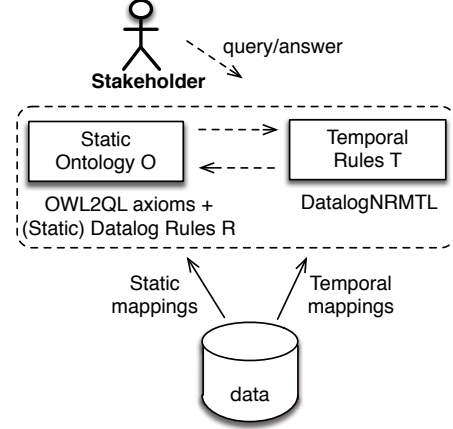 query/answer
Stakeholder
Static
Ontology O
Temporal
Rules T
OWL2QL axioms +
(Static) Datalog Rules R
DatalogNRMTL
Static
mappings
Temporal
mappings
data